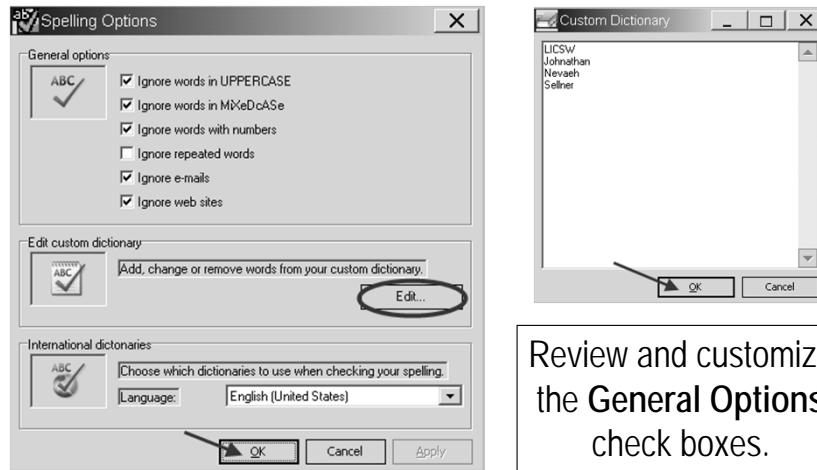 Spelling Options
General options
ABC
Ignore words in UPPERCASE
Ignore words in MiXeDcASe
Ignore words with numbers
Ignore repeated words
Ignore e-mails
Ignore web sites
Edit custom dictionary
ABC
Add, change or remove words from your custom dictionary.
Edit...
International dictonaries
ABC
Choose which dictionaries to use when checking your spelling.
Language: English (United States)
OK Cancel Apply
Custom Dictionary
LICSW
Johnathan
Nevaeh
Sellner
OK Cancel
Review and customiz
the General Options
check boxes.